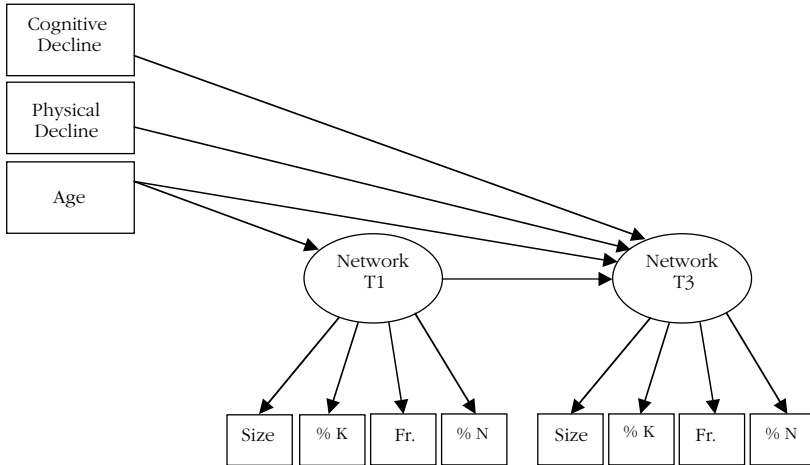 Cognitive
Decline
Physical
Decline
Age
Network
T1
Network
T3
Size
% K
Fr.
% N
Size
% K
Fr.
% N